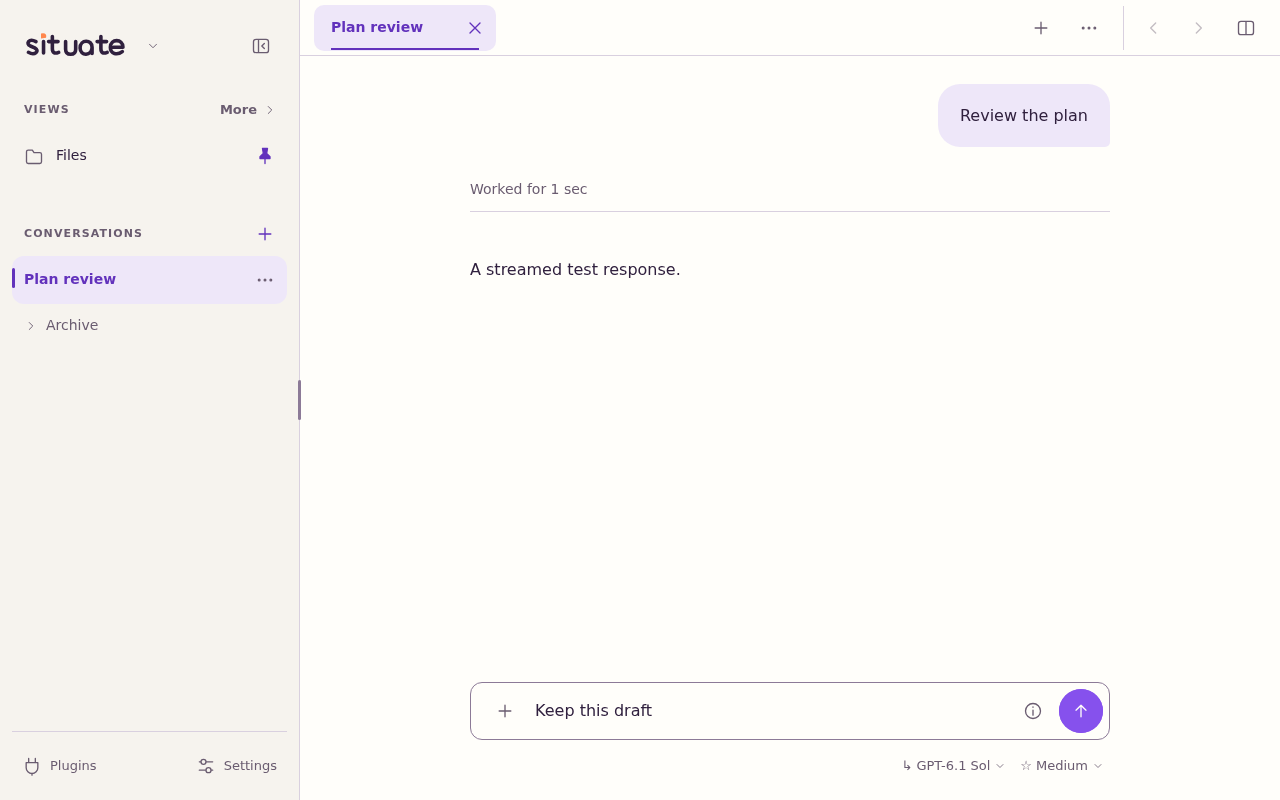 situate
VIEWS
More
Files
CONVERSATIONS
Plan review
Archive
Plugins
Settings
Plan review
Review the plan
Worked for 1 sec
A streamed test response.
Keep this draft
↳ GPT-6.1 Sol
☆ Medium